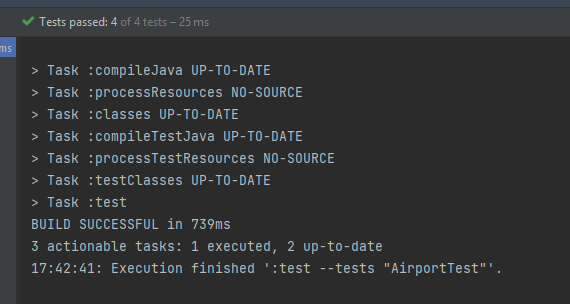 Tests passed: 4 of 4 tests – 25 ms
ms
> Task :compileJava UP-TO-DATE
> Task :processResources NO-SOURCE
> Task :classes UP-TO-DATE
> Task :compileTestJava UP-TO-DATE
> Task :processTestResources NO-SOURCE
> Task :testClasses UP-TO-DATE
> Task :test
BUILD SUCCESSFUL in 739ms
3 actionable tasks: 1 executed, 2 up-to-date
17:42:41: Execution finished ':test --tests "AirportTest"'.